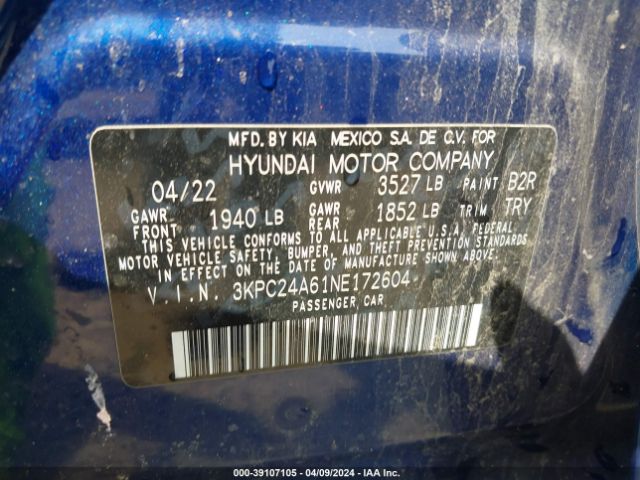 MFD. BY KIA MEXICO S.A. DE C.V. FOR
HYUNDAI MOTOR COMPANY
04/22 GVWR 3527 LB PAINT B2R
GAWR FRONT 1940 LB GAWR REAR 1852 LB TRIM TRY
THIS VEHICLE CONFORMS TO ALL APPLICABLE U.S.A. FEDERAL
MOTOR VEHICLE SAFETY, BUMPER, AND THEFT PREVENTION STANDARDS
IN EFFECT ON THE DATE OF MANUFACTURE SHOWN ABOVE.
V.I.N. 3KPC24A61NE172604
PASSENGER CAR
000-39107105 | 04/09/2024 | IAA Inc.